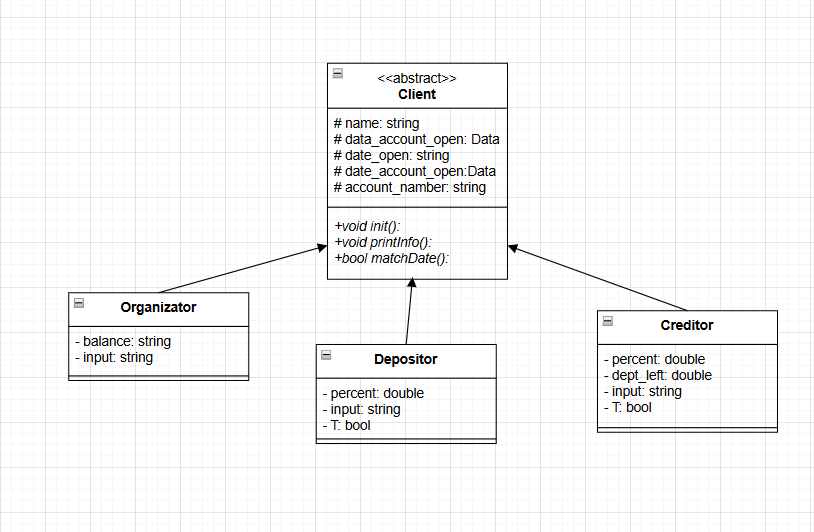 <<abstract>>
Client
# name: string
# data_account_open: Data
# date_open: string
# date_account_open:Data
# account_namber: string
+void init():
+void printInfo():
+bool matchDate():
Organizator
- balance: string
- input: string
Depositor
- percent: double
- input: string
- T: bool
Creditor
- percent: double
- dept_left: double
- input: string
- T: bool